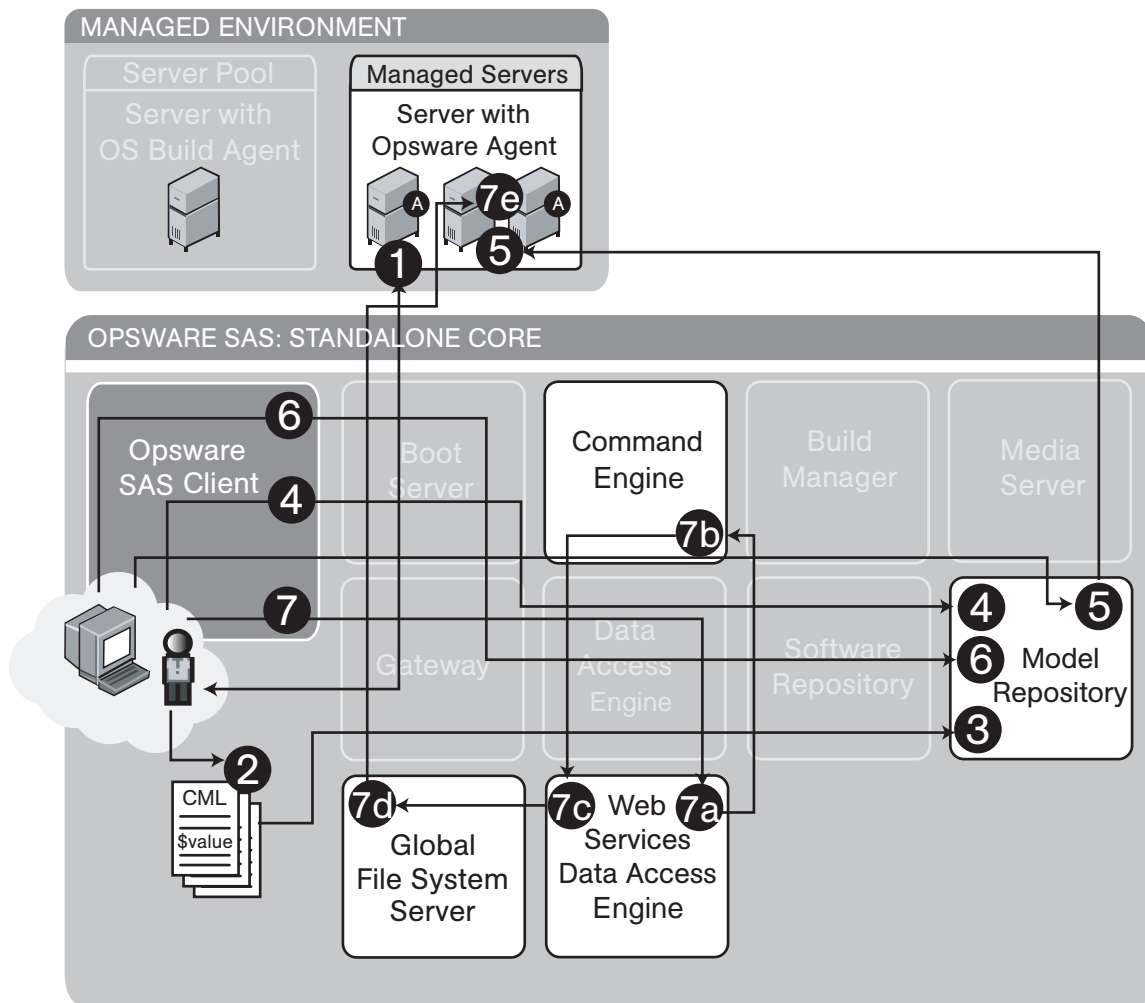 MANAGED ENVIRONMENT
Server Pool
Server with
OS Build Agent
Managed Servers
Server with
Opsware Agent
A
7e
A
1
5
OPSWARE SAS: STANDALONE CORE
6
Opsware
SAS Client
4
7
Boot
Server
Command
Engine
7b
Build
Manager
Media
Server
Gateway
Data
Access
Engine
Software
Repository
4
5
6
Model
Repository
3
2
CML
$value
7d
Global
File System
Server
7c
Web
7a
Services
Data Access
Engine